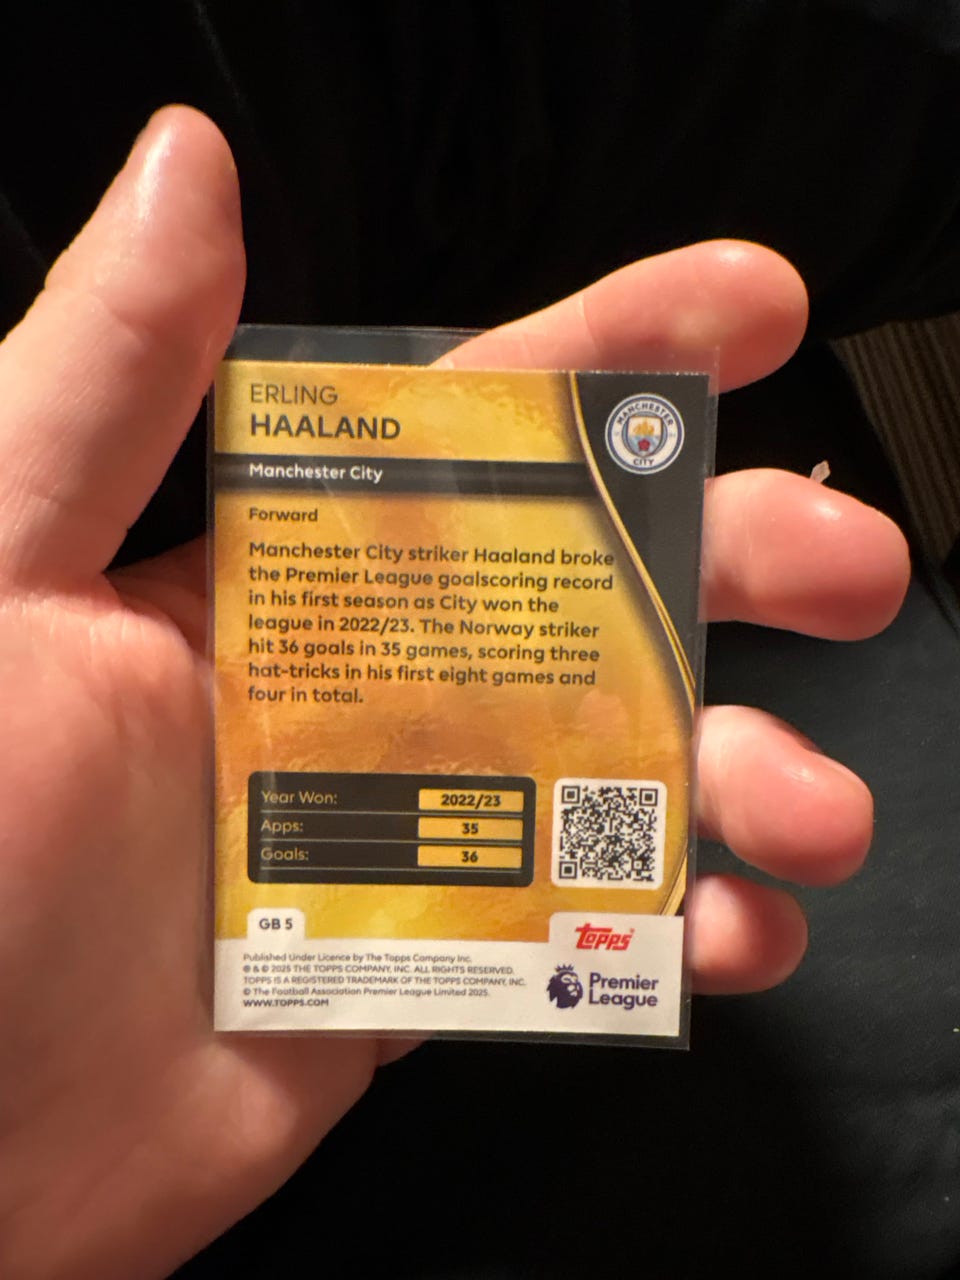 ERLING
HAALAND
MANCHESTER
CITY
Manchester City
Forward
Manchester City striker Haaland broke
the Premier League goalscoring record
in his first season as City won the
league in 2022/23. The Norway striker
hit 36 goals in 35 games, scoring three
hat-tricks in his first eight games and
four in total.
Year Won: 2022/23
Apps: 35
Goals: 36
GB 5
Topps
Published Under Licence by The Topps Company Inc.
® & © 2025 THE TOPPS COMPANY, INC. ALL RIGHTS RESERVED.
TOPPS IS A REGISTERED TRADEMARK OF THE TOPPS COMPANY, INC.
© The Football Association Premier League Limited 2025.
WWW.TOPPS.COM
Premier
League